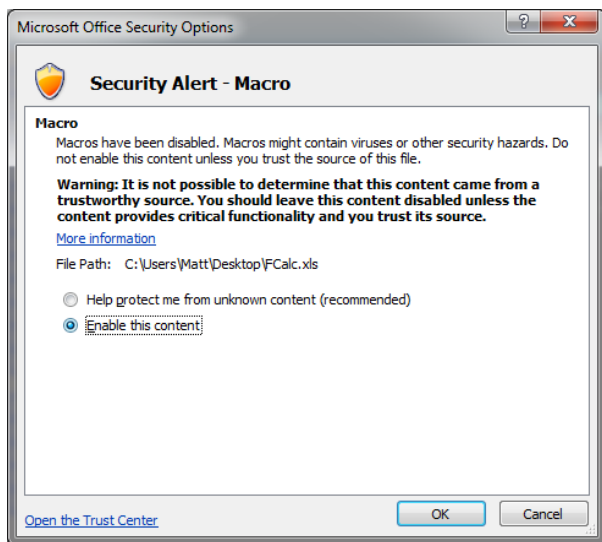 Microsoft Office Security Options
Security Alert - Macro
Macro
Macros have been disabled. Macros might contain viruses or other security hazards. Do
not enable this content unless you trust the source of this file.
Warning: It is not possible to determine that this content came from a
trustworthy source. You should leave this content disabled unless the
content provides critical functionality and you trust its source.
More information
File Path: C:\Users\Matt\Desktop\FCalc.xls
Help protect me from unknown content (recommended)
Enable this content
Open the Trust Center
OK
Cancel